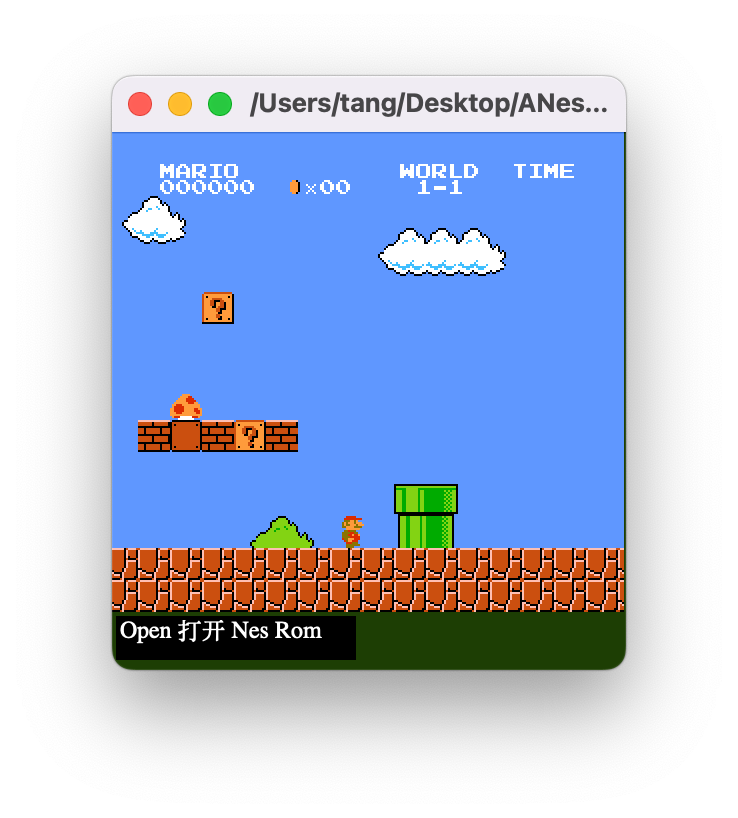 /Users/tang/Desktop/ANes...
MARIO WORLD TIME
000000 ×00 1-1
?
?
Open 打开 Nes Rom